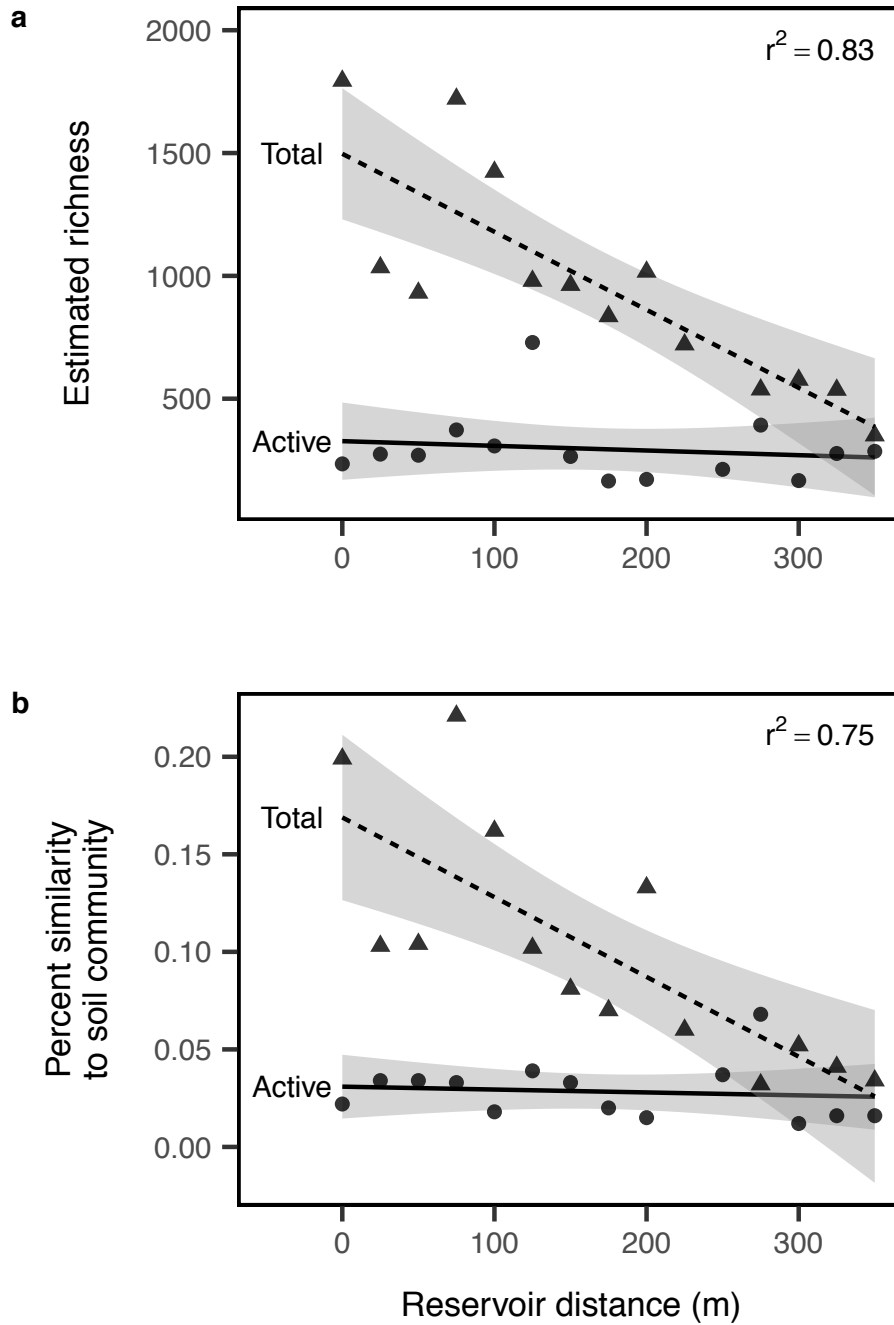 a
2000
1500
1000
500
Estimated richness
r² = 0.83
Total
Active
0
100
200
300
b
0.20
0.15
0.10
0.05
0.00
Percent similarity
to soil community
r² = 0.75
Total
Active
0
100
200
300
Reservoir distance (m)